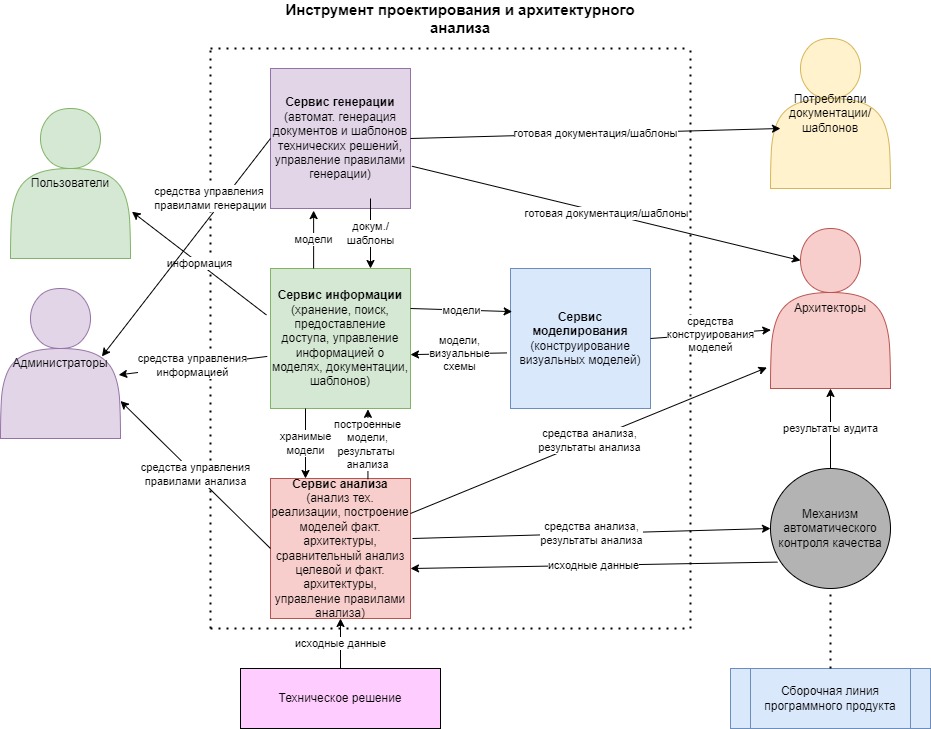 Инструмент проектирования и архитектурного
анализа
Сервис генерации
(автомат. генерация
документов и шаблонов
технических решений,
управление правилами
генерации)
Потребители
документации/
шаблонов
готовая документация/шаблоны
Пользователи
средства управления
правилами генерации
готовая документация/шаблоны
модели
докум./
шаблоны
информация
Сервис информации
(хранение, поиск,
предоставление
доступа, управление
информацией о
моделях, документации,
шаблонов)
модели
модели,
визуальные
схемы
Сервис
моделирования
(конструирование
визуальных моделей)
средства
конструирования
моделей
Архитекторы
Администраторы
средства управления
информацией
хранимые
модели
построенные
модели,
результаты
анализа
средства анализа,
результаты анализа
результаты аудита
средства управления
правилами анализа
Сервис анализа
(анализ тех.
реализации, построение
моделей факт.
архитектуры,
сравнительный анализ
целевой и факт.
архитектуры,
управление правилами
анализа)
средства анализа,
результаты анализа
исходные данные
Механизм
автоматического
контроля качества
исходные данные
Техническое решение
Сборочная линия
программного продукта